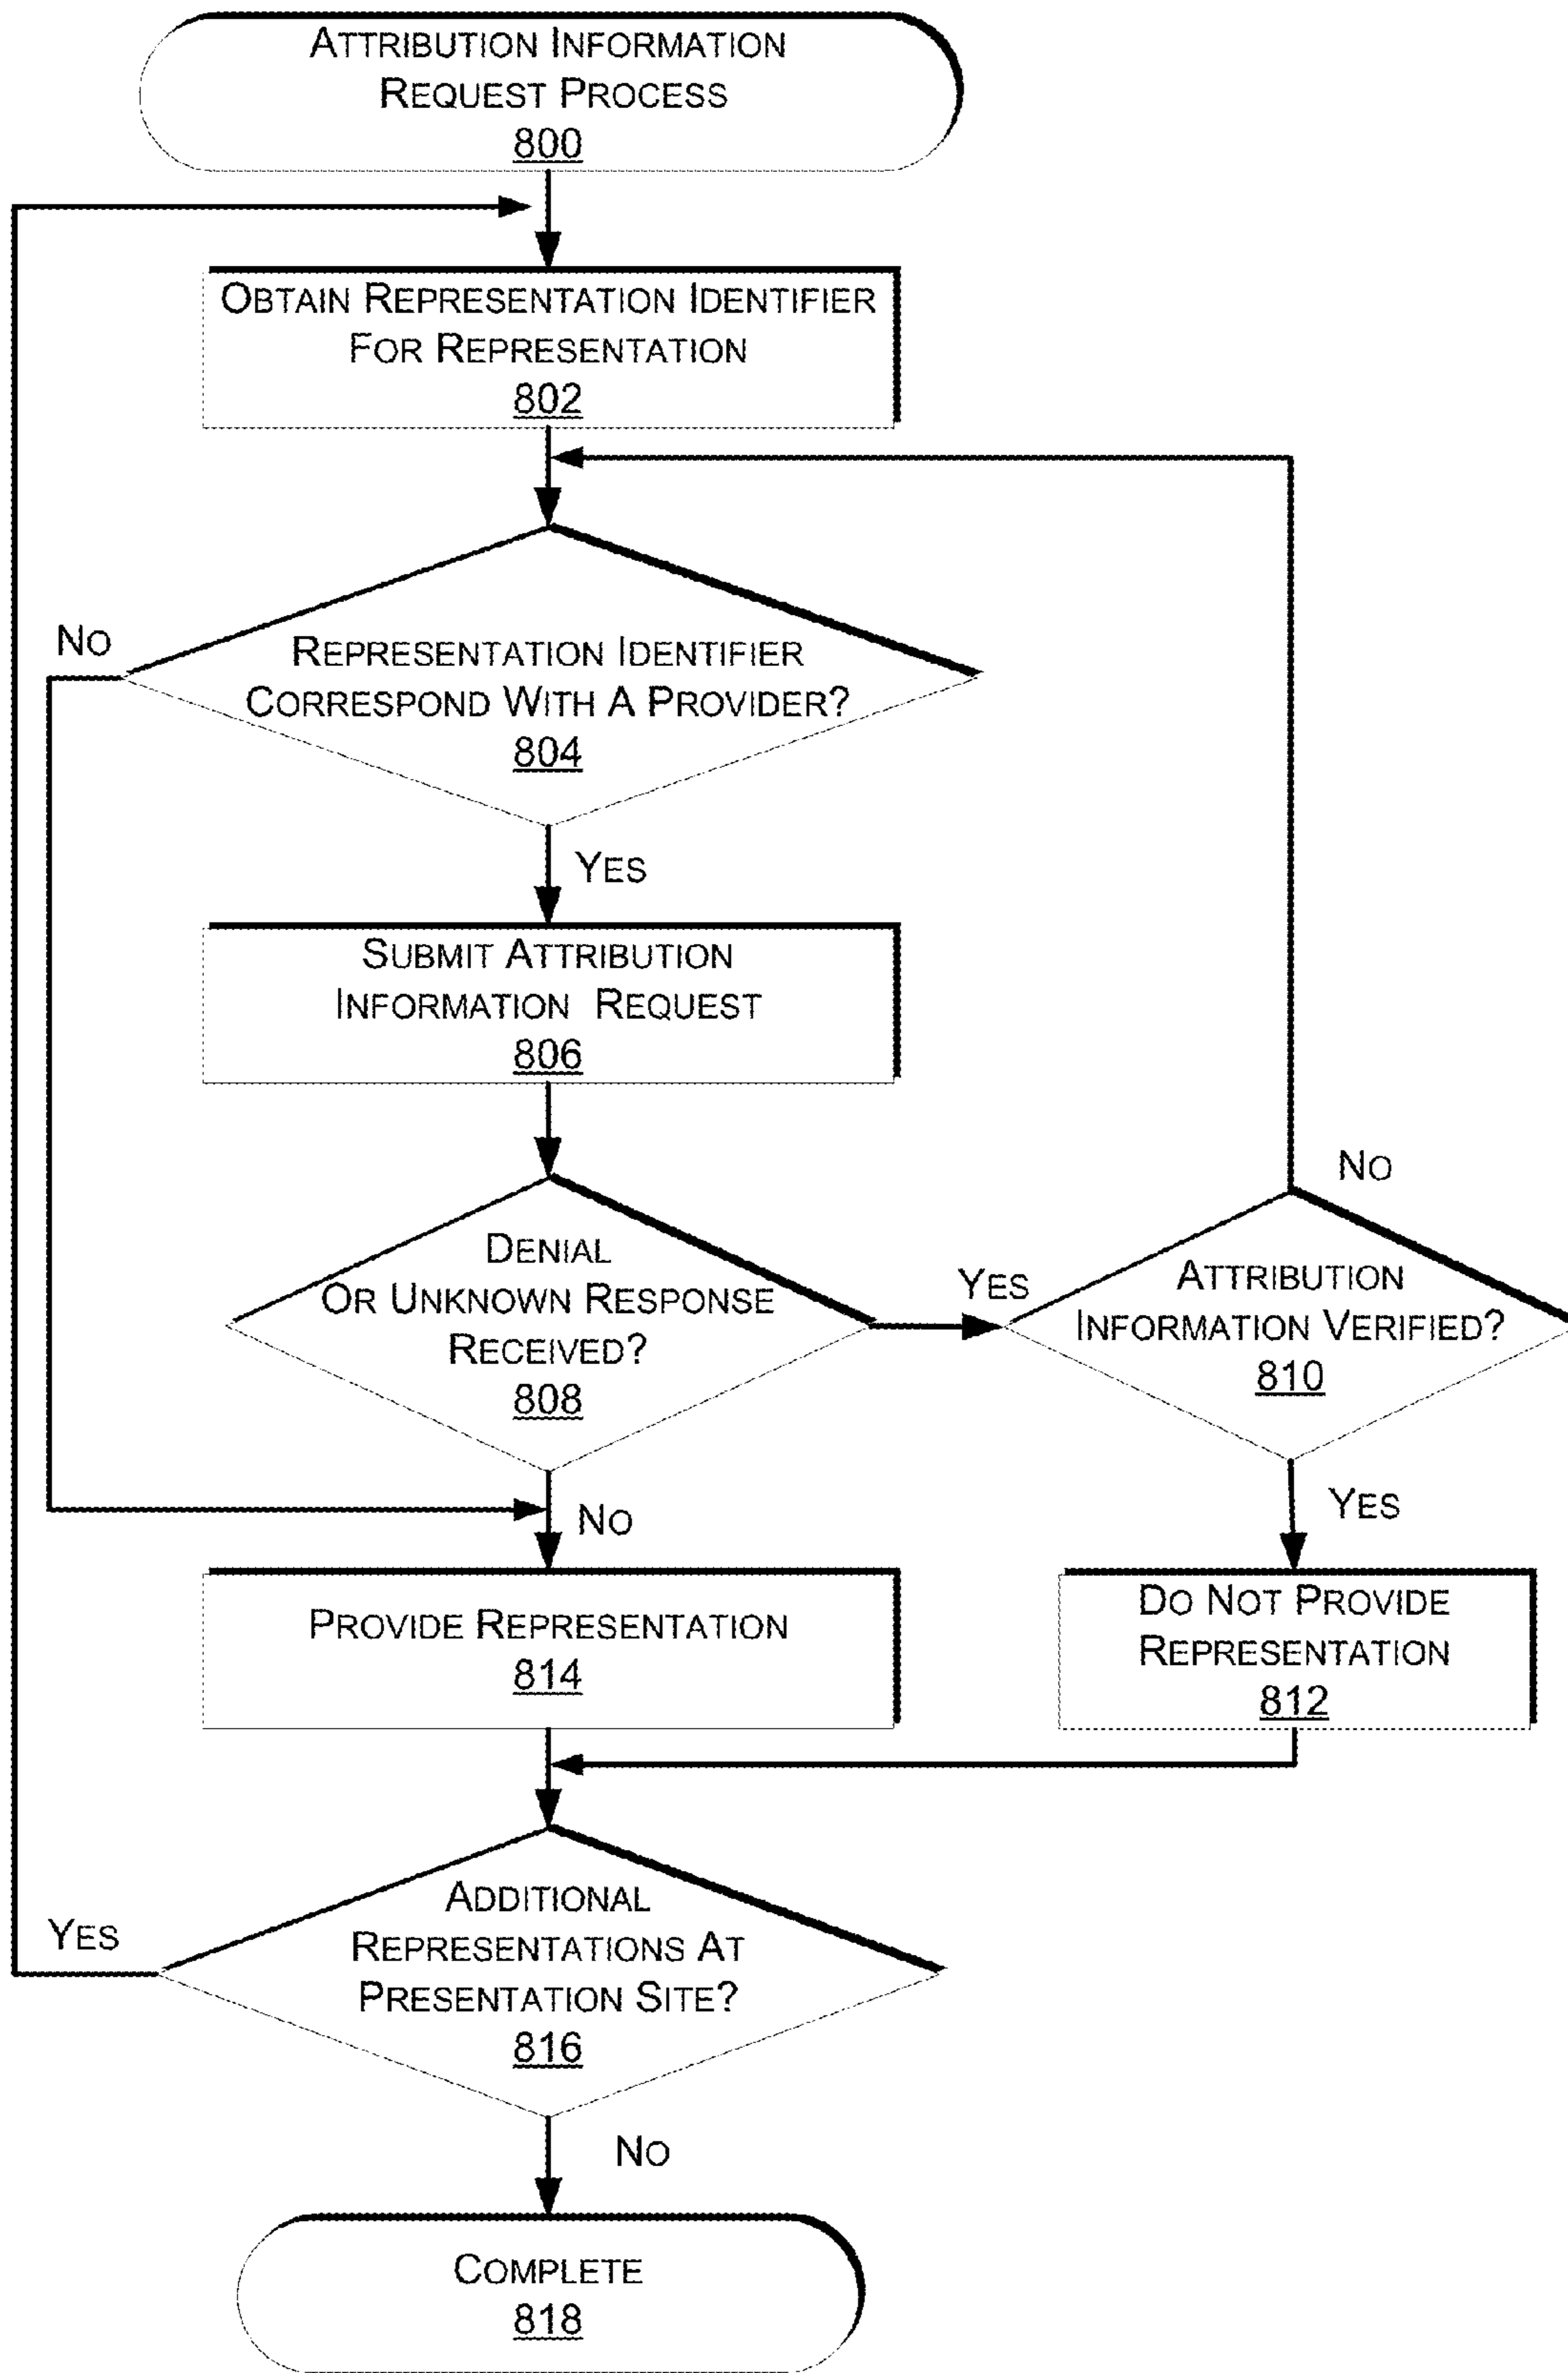 ATTRIBUTION INFORMATION
REQUEST PROCESS
800
OBTAIN REPRESENTATION IDENTIFIER
FOR REPRESENTATION
802
NO
REPRESENTATION IDENTIFIER
CORRESPOND WITH A PROVIDER?
804
YES
SUBMIT ATTRIBUTION
INFORMATION REQUEST
806
NO
DENIAL
OR UNKNOWN RESPONSE
RECEIVED?
808
YES
ATTRIBUTION
INFORMATION VERIFIED?
810
NO
YES
PROVIDE REPRESENTATION
814
DO NOT PROVIDE
REPRESENTATION
812
YES
ADDITIONAL
REPRESENTATIONS AT
PRESENTATION SITE?
816
NO
COMPLETE
818